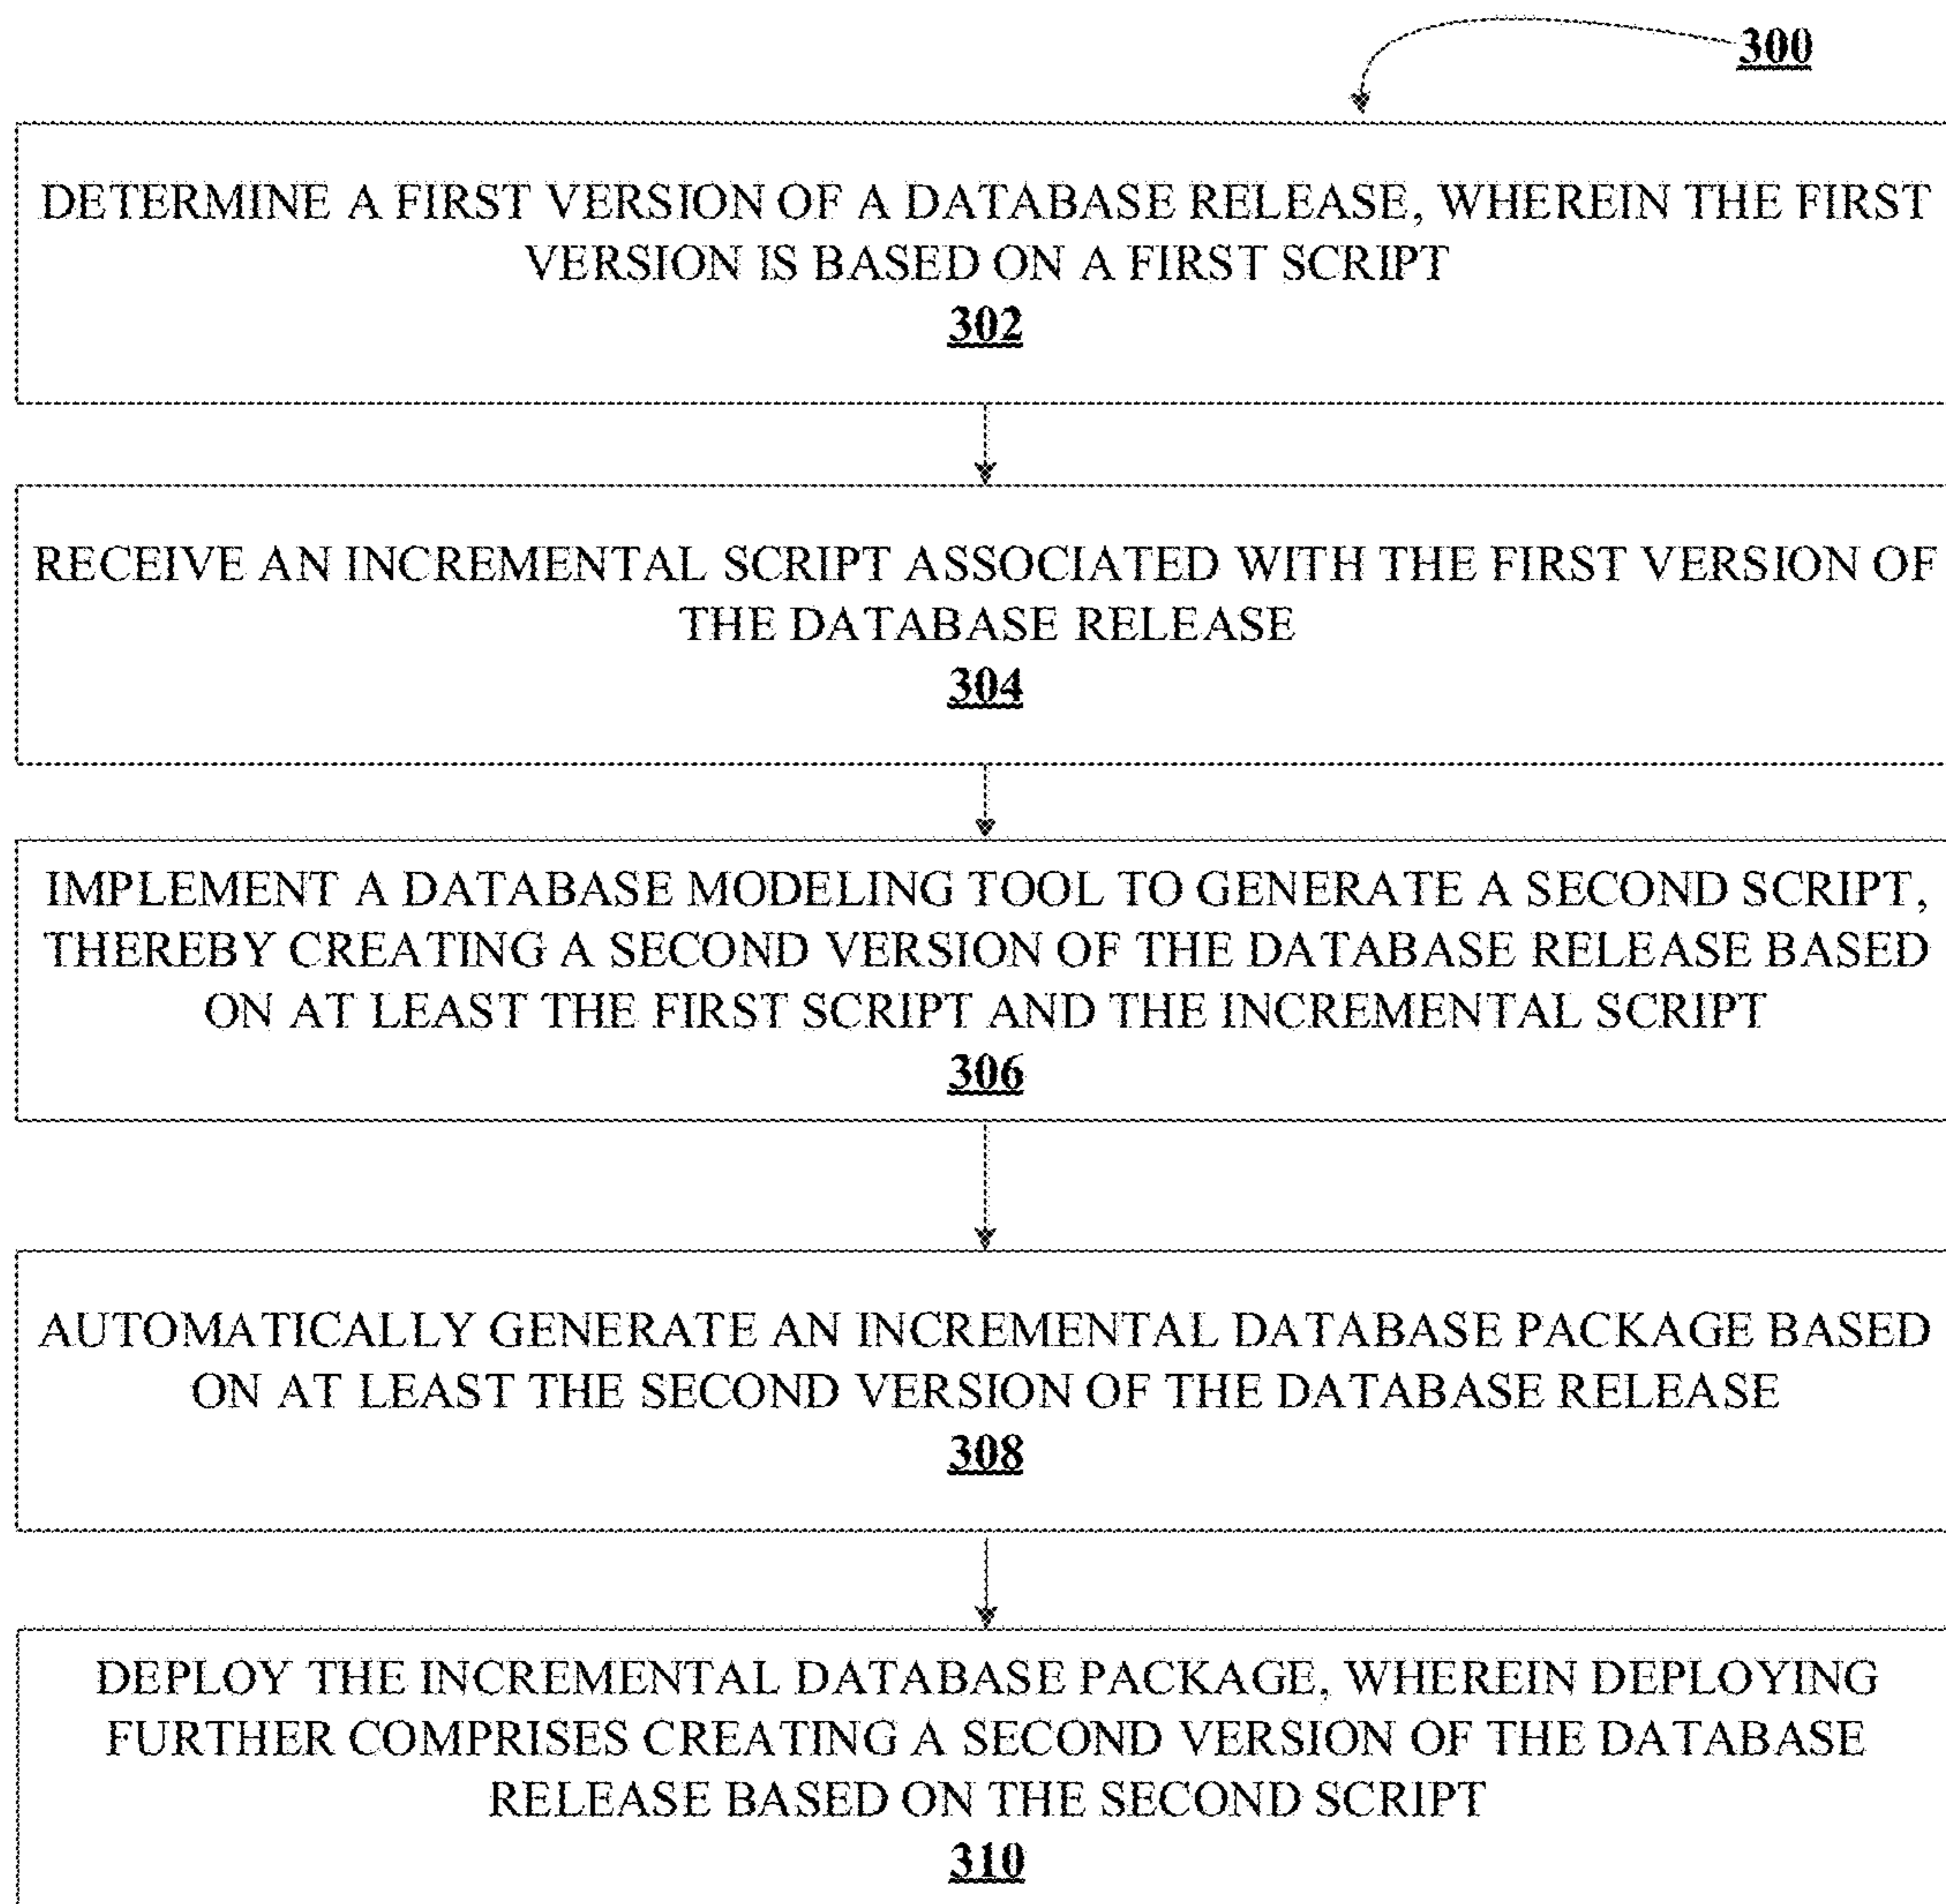 300
DETERMINE A FIRST VERSION OF A DATABASE RELEASE, WHEREIN THE FIRST
VERSION IS BASED ON A FIRST SCRIPT
302
RECEIVE AN INCREMENTAL SCRIPT ASSOCIATED WITH THE FIRST VERSION OF
THE DATABASE RELEASE
304
IMPLEMENT A DATABASE MODELING TOOL TO GENERATE A SECOND SCRIPT,
THEREBY CREATING A SECOND VERSION OF THE DATABASE RELEASE BASED
ON AT LEAST THE FIRST SCRIPT AND THE INCREMENTAL SCRIPT
306
AUTOMATICALLY GENERATE AN INCREMENTAL DATABASE PACKAGE BASED
ON AT LEAST THE SECOND VERSION OF THE DATABASE RELEASE
308
DEPLOY THE INCREMENTAL DATABASE PACKAGE, WHEREIN DEPLOYING
FURTHER COMPRISES CREATING A SECOND VERSION OF THE DATABASE
RELEASE BASED ON THE SECOND SCRIPT
310